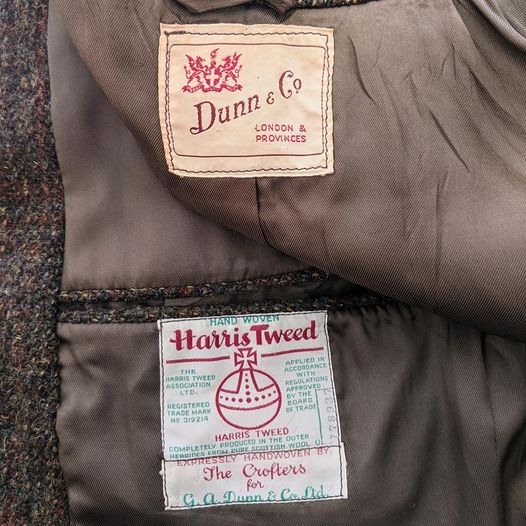 Dunn & Co
LONDON &
PROVINCES
HAND WOVEN
Harris Tweed
THE
HARRIS TWEED
ASSOCIATION
LTD.
REGISTERED
TRADE MARK
No 319214
APPLIED IN
ACCORDANCE
WITH
REGULATIONS
APPROVED
BY THE
BOARD
OF TRADE
HARRIS TWEED
COMPLETELY PRODUCED IN THE OUTER
HEBRIDES FROM PURE SCOTTISH WOOL
EXPRESSLY HANDWOVEN BY
The Crofters
for
G. A. Dunn & Co. Ltd.